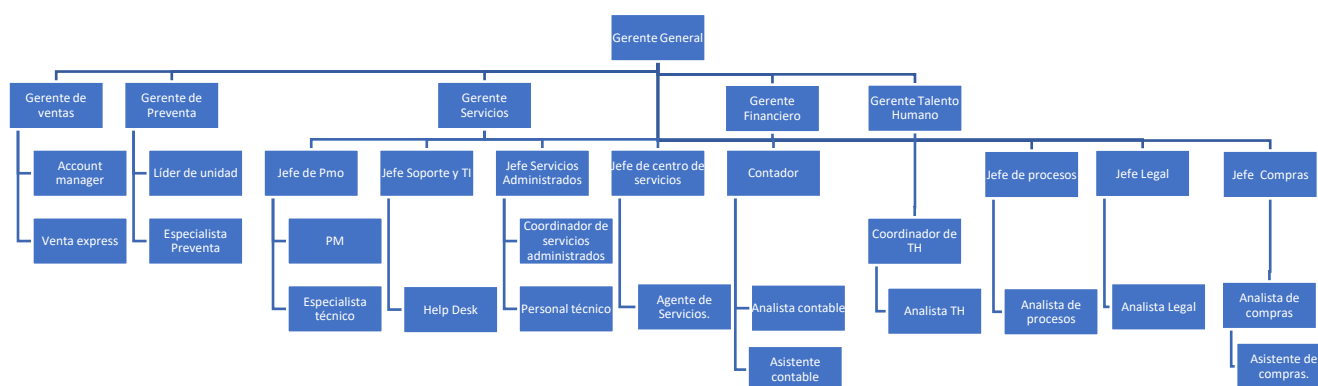 Gerente General
Gerente de
ventas
Gerente de
Preventa
Gerente
Servicios
Gerente
Financiero
Gerente Talento
Humano
Account
manager
Líder de unidad
Jefe de Pmo
Jefe Soporte y TI
Jefe Servicios
Administrados
Jefe de centro de
servicios
Contador
Jefe de procesos
Jefe Legal
Jefe  Compras
Venta express
Especialista
Preventa
PM
Coordinador de
servicios
administrados
Coordinador de
TH
Especialista
técnico
Help Desk
Personal técnico
Agente de
Servicios.
Analista contable
Analista TH
Analista de
procesos
Analista Legal
Analista de
compras
Asistente
contable
Asistente de
compras.